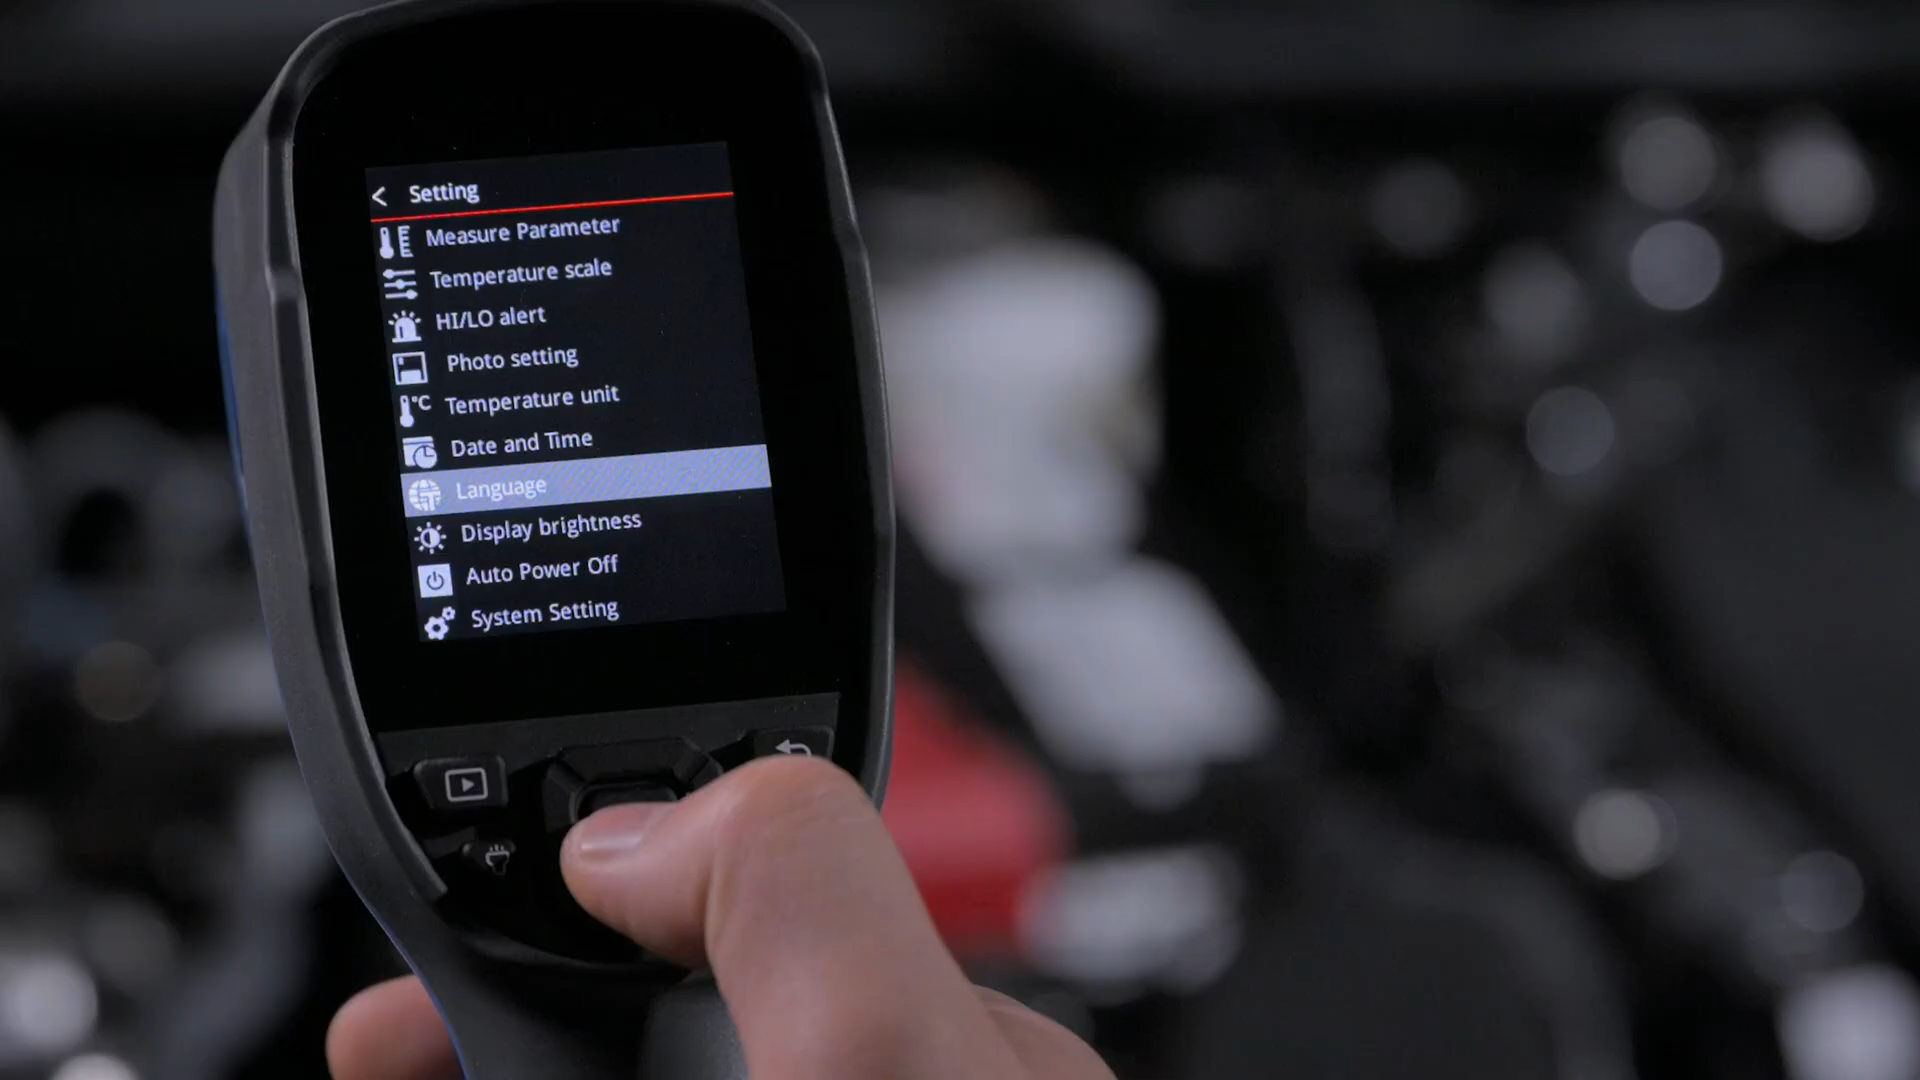 < Setting
Measure Parameter
Temperature scale
HI/LO alert
Photo setting
°C Temperature unit
Date and Time
Language
Display brightness
Auto Power Off
System Setting